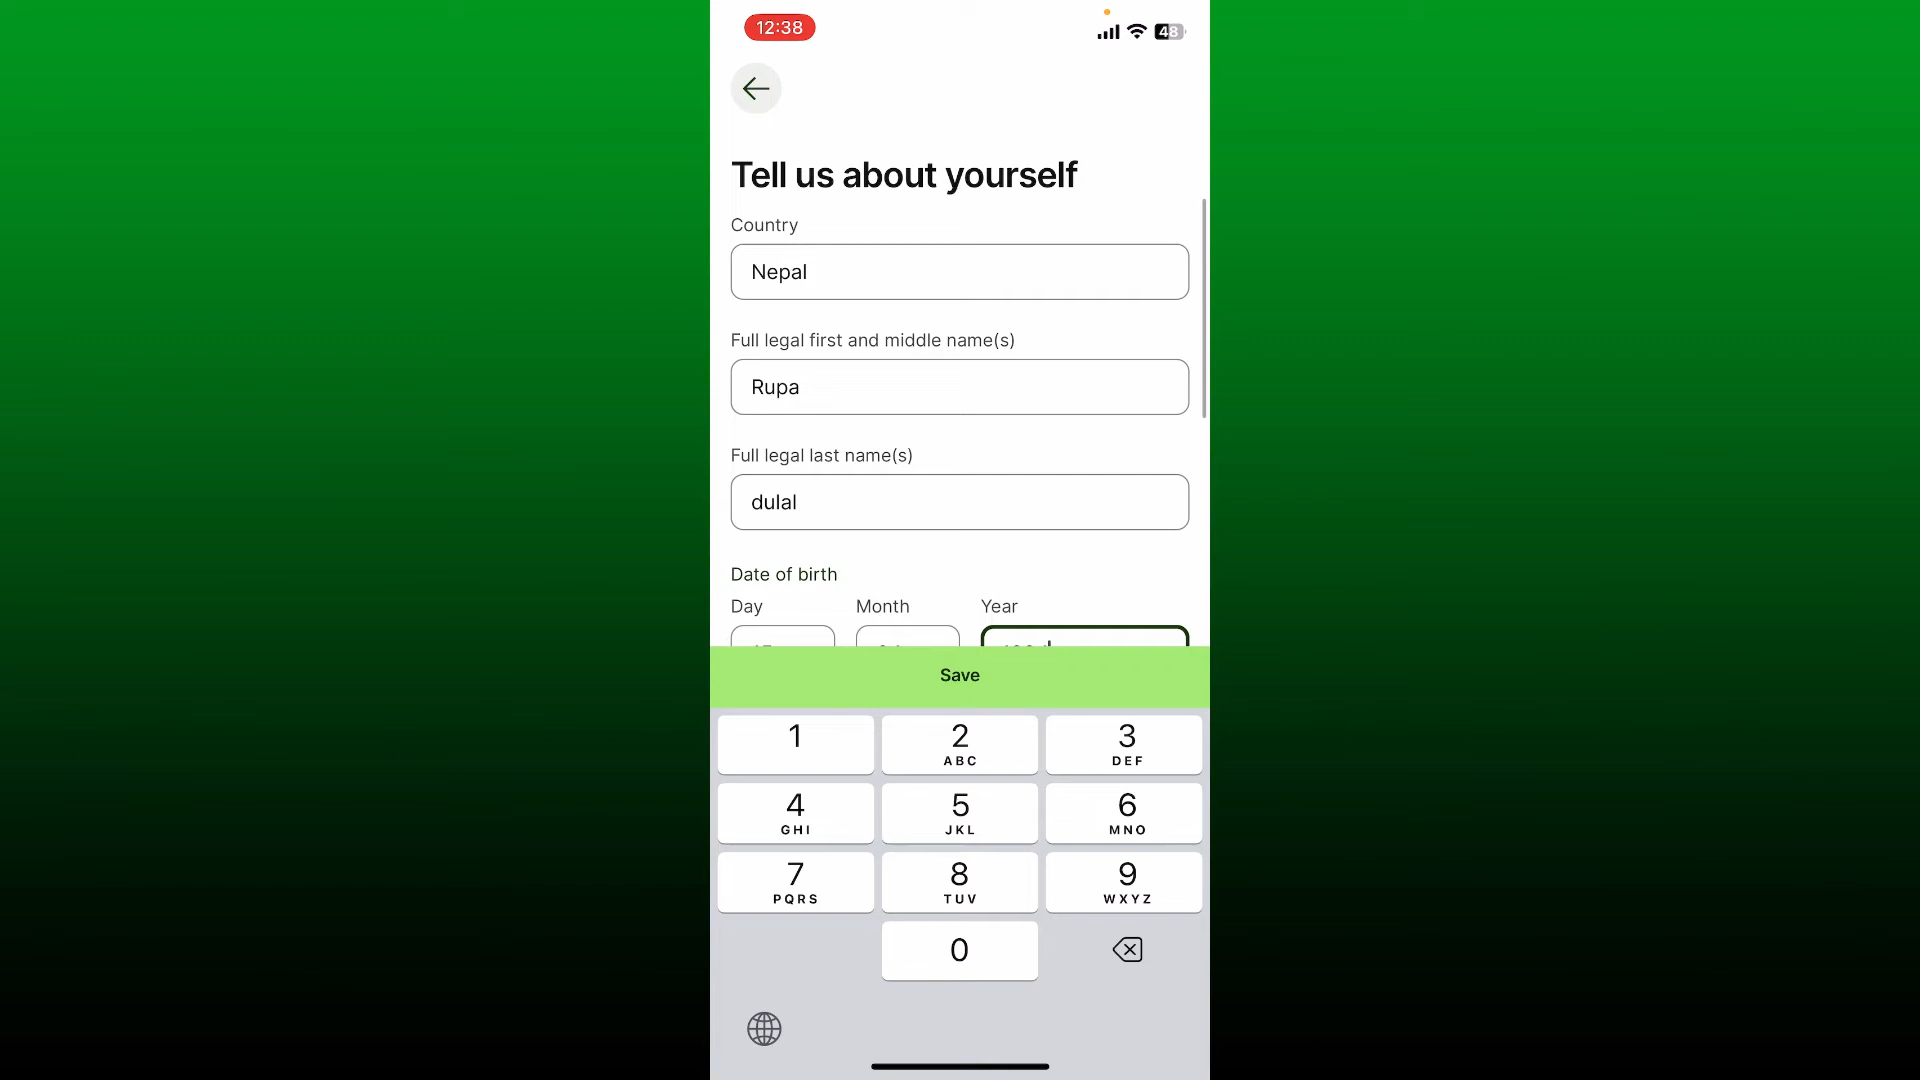 12:38
48
Tell us about yourself
Country
Nepal
Full legal first and middle name(s)
Rupa
Full legal last name(s)
dulal
Date of birth
Day Month Year
Save
1 2 3
ABC DEF
4 5 6
GHI JKL MNO
7 8 9
PQRS TUV WXYZ
0